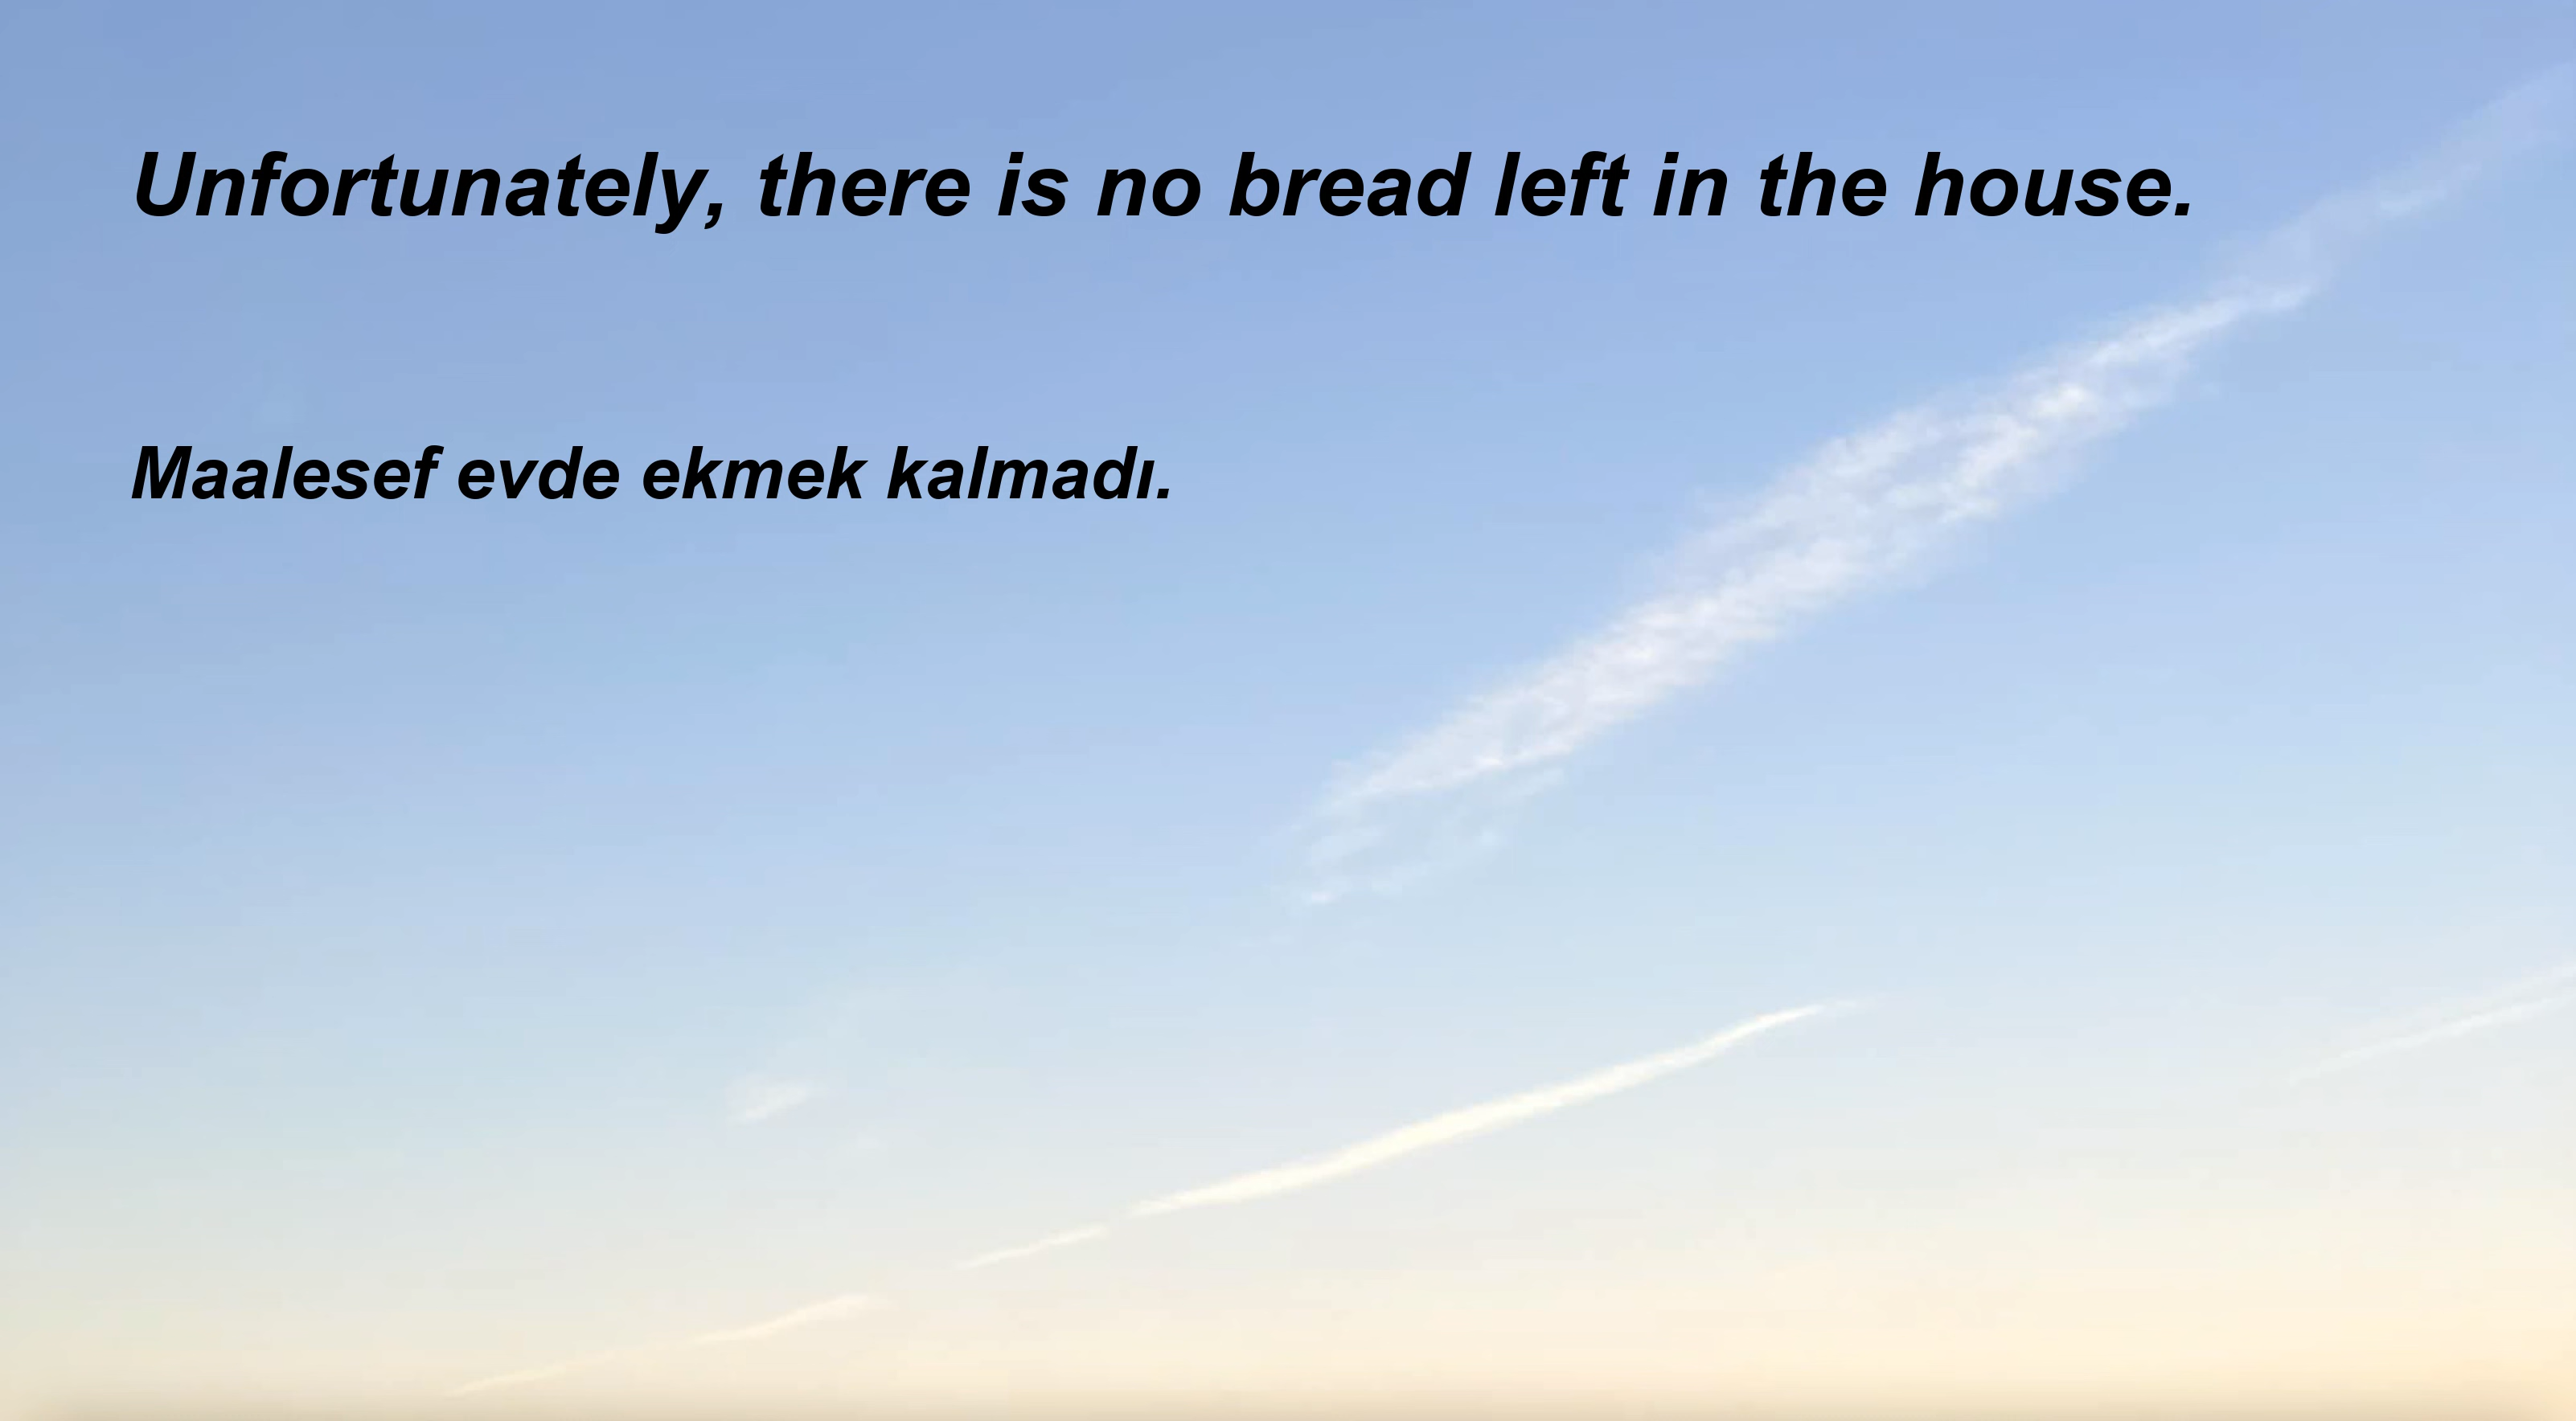 Unfortunately, there is no bread left in the house.
Maalesef evde ekmek kalmadı.